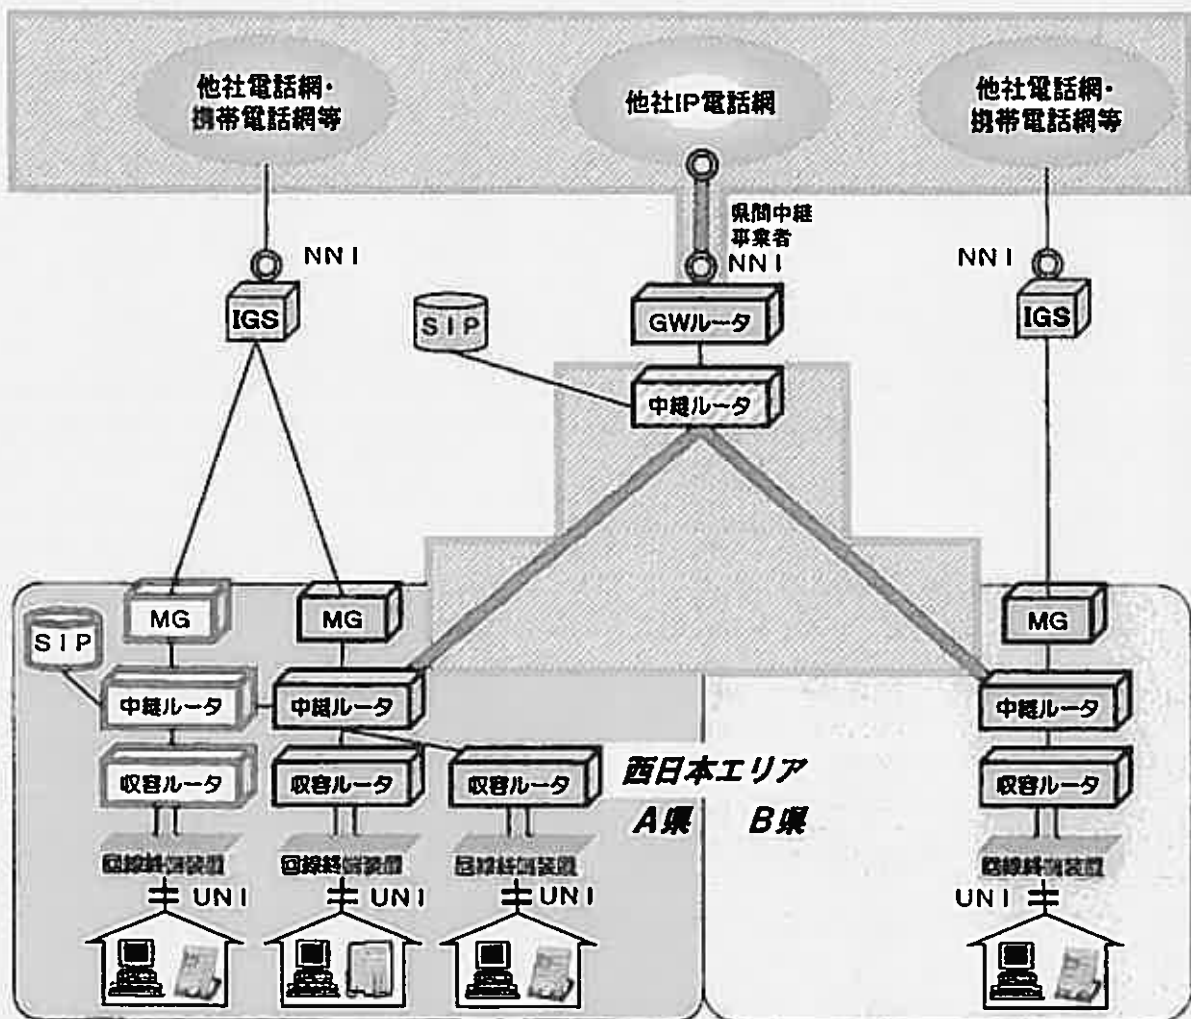 他社電話網・
携帯電話網等
他社IP電話網
他社電話網・
携帯電話網等
県間中継
事業者
NNI
NNI
NNI
IGS
SIP
GWルータ
IGS
中継ルータ
MG
MG
MG
SIP
中継ルータ
中継ルータ
中継ルータ
収容ルータ
収容ルータ
収容ルータ
西日本エリア
収容ルータ
A県
B県
回線終端装置
回線終端装置
回線終端装置
回線終端装置
UNI
UNI
UNI
UNI